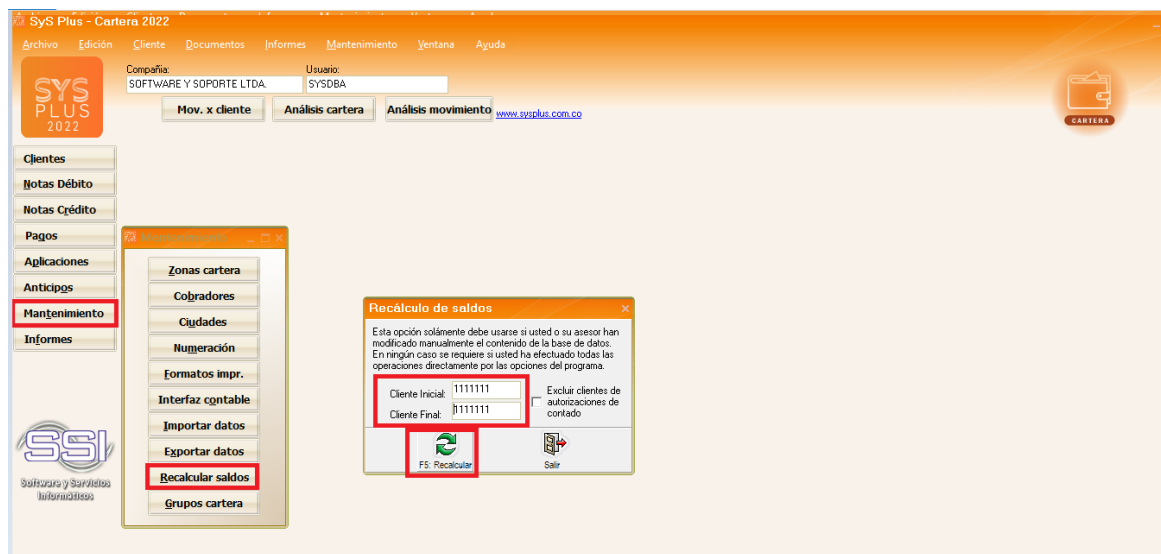 SyS Plus - Cartera 2022
Archivo Edición Cliente Documentos Informes Mantenimiento Ventana Ayuda
SYS
PLUS
2022
Compañia: Usuario:
SOFTWARE Y SOPORTE LTDA. SYSDBA
Mov. x cliente Análisis cartera Análisis movimiento www.sysplus.com.co
CARTERA
Clientes
Notas Débito
Notas Crédito
Pagos
Aplicaciones
Anticipos
Mantenimiento
Informes
SSI
Software y Servicios
Informáticos
Zonas cartera
Cobradores
Ciudades
Numeración
Formatos impr.
Interfaz contable
Importar datos
Exportar datos
Recalcular saldos
Grupos cartera
Recálculo de saldos
Esta opción solámente debe usarse si usted o su asesor han
modificado manualmente el contenido de la base de datos.
En ningún caso se requiere si usted ha efectuado todas las
operaciones directamente por las opciones del programa.
Cliente Inicial: 1111111
Cliente Final: 1111111
Excluir clientes de
autorizaciones de
contado
F5: Recalcular Salir